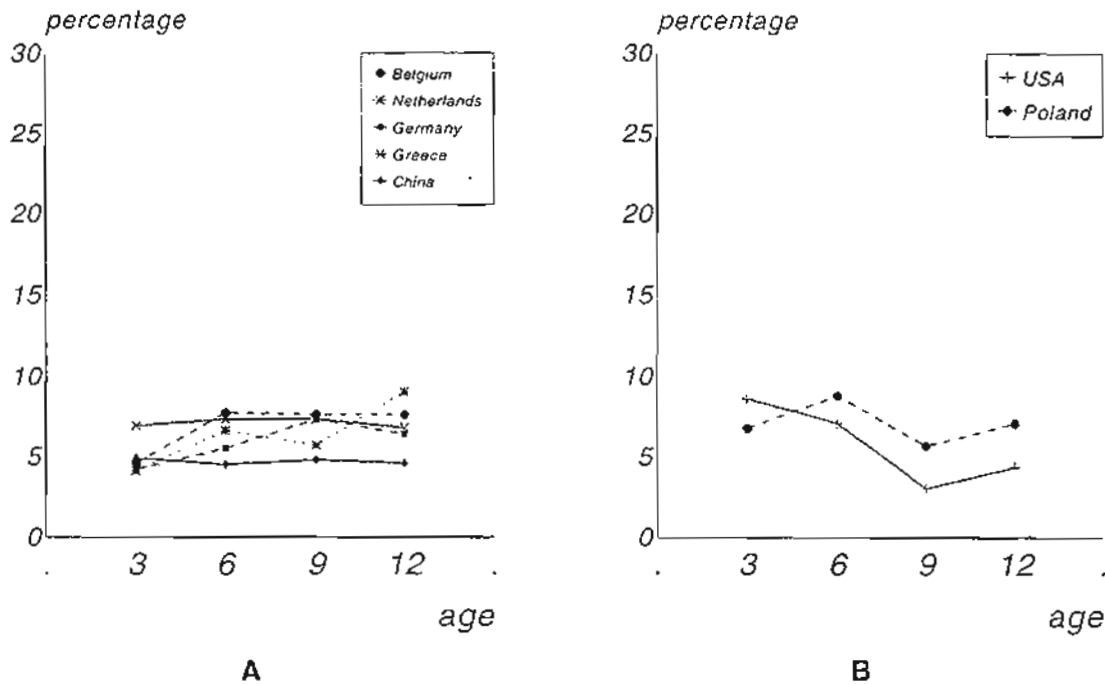 percentage
30
25
20
15
10
5
0
3 6 9 12
age
Belgium
Netherlands
Germany
Greece
China
A
percentage
30
25
20
15
10
5
0
3 6 9 12
age
USA
Poland
B